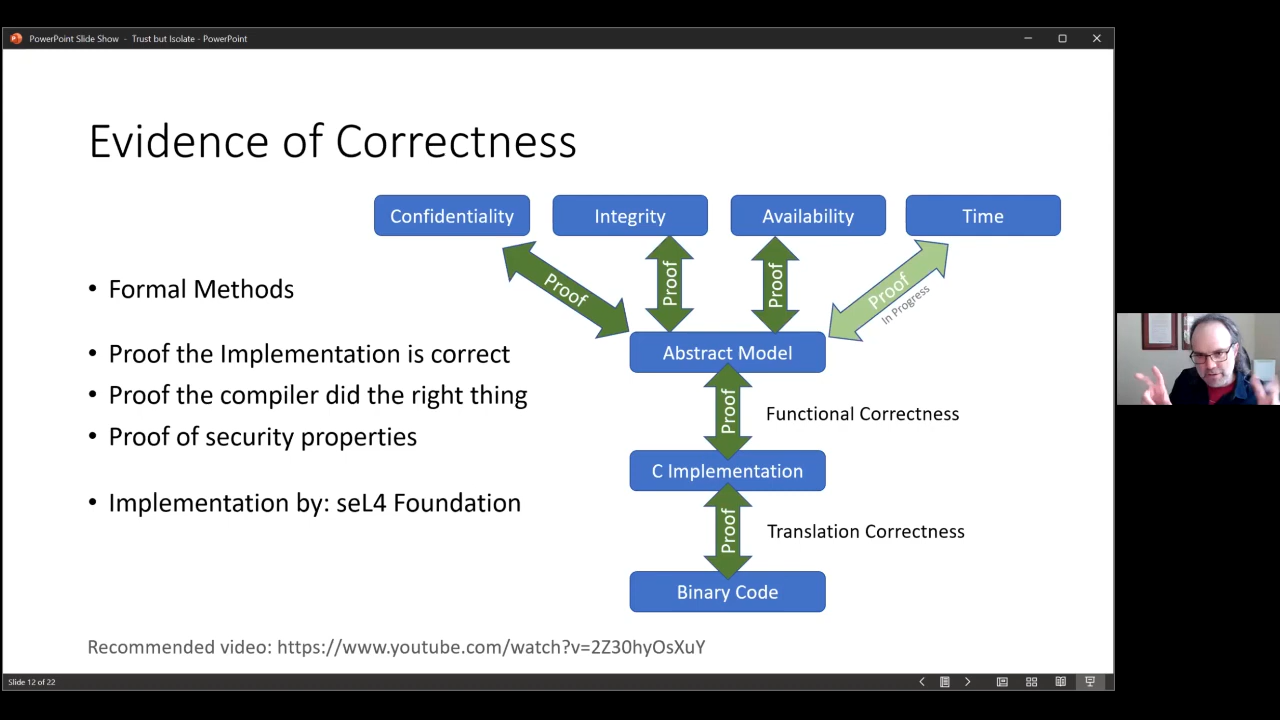 PowerPoint Slide Show - Trust but Isolate - PowerPoint
Evidence of Correctness
Confidentiality
Integrity
Availability
Time
Proof
Proof
Proof
Proof
In Progress
• Formal Methods
• Proof the Implementation is correct
• Proof the compiler did the right thing
• Proof of security properties
• Implementation by: seL4 Foundation
Abstract Model
Proof
Functional Correctness
C Implementation
Proof
Translation Correctness
Binary Code
Recommended video: https://www.youtube.com/watch?v=2Z30hyOsXuY
Slide 12 of 22